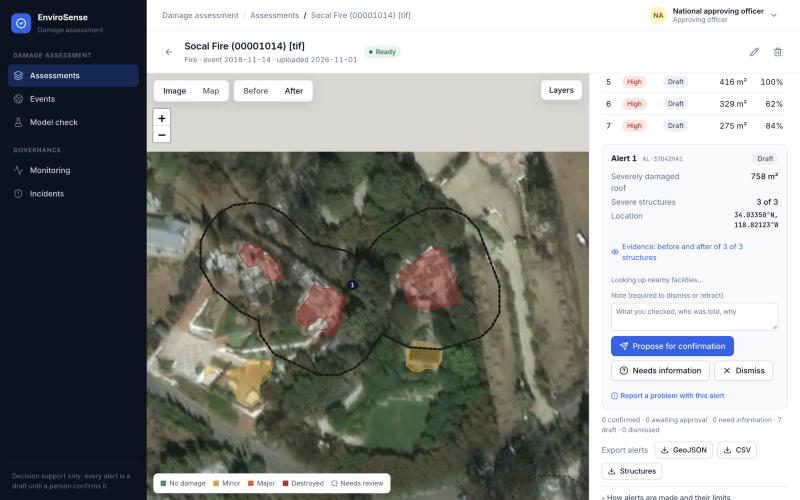 EnviroSense
Damage assessment
DAMAGE ASSESSMENT
Assessments
Events
Model check
GOVERNANCE
Monitoring
Incidents
Decision support only: every alert is a
draft until a person confirms it.
Damage assessment / Assessments / Socal Fire (00001014) [tif]
NA
National approving officer
Approving officer
Socal Fire (00001014) [tif]
Fire · event 2018-11-14 · uploaded 2026-11-01
Ready
Image Map Before After
Layers
+
−
1
No damage Minor Major Destroyed Needs review
5 High Draft 416 m² 100%
6 High Draft 329 m² 62%
7 High Draft 275 m² 84%
Alert 1 AL-37D429A1 Draft
Severely damaged
roof
758 m²
Severe structures 3 of 3
Location 34.03350°N,
118.82123°W
Evidence: before and after of 3 of 3
structures
Looking up nearby facilities...
Note (required to dismiss or retract)
What you checked, who was told, why
Propose for confirmation
Needs information
Dismiss
Report a problem with this alert
0 confirmed · 0 awaiting approval · 0 need information · 7
draft · 0 dismissed
Export alerts GeoJSON CSV
Structures
- How alerts are made and their limits